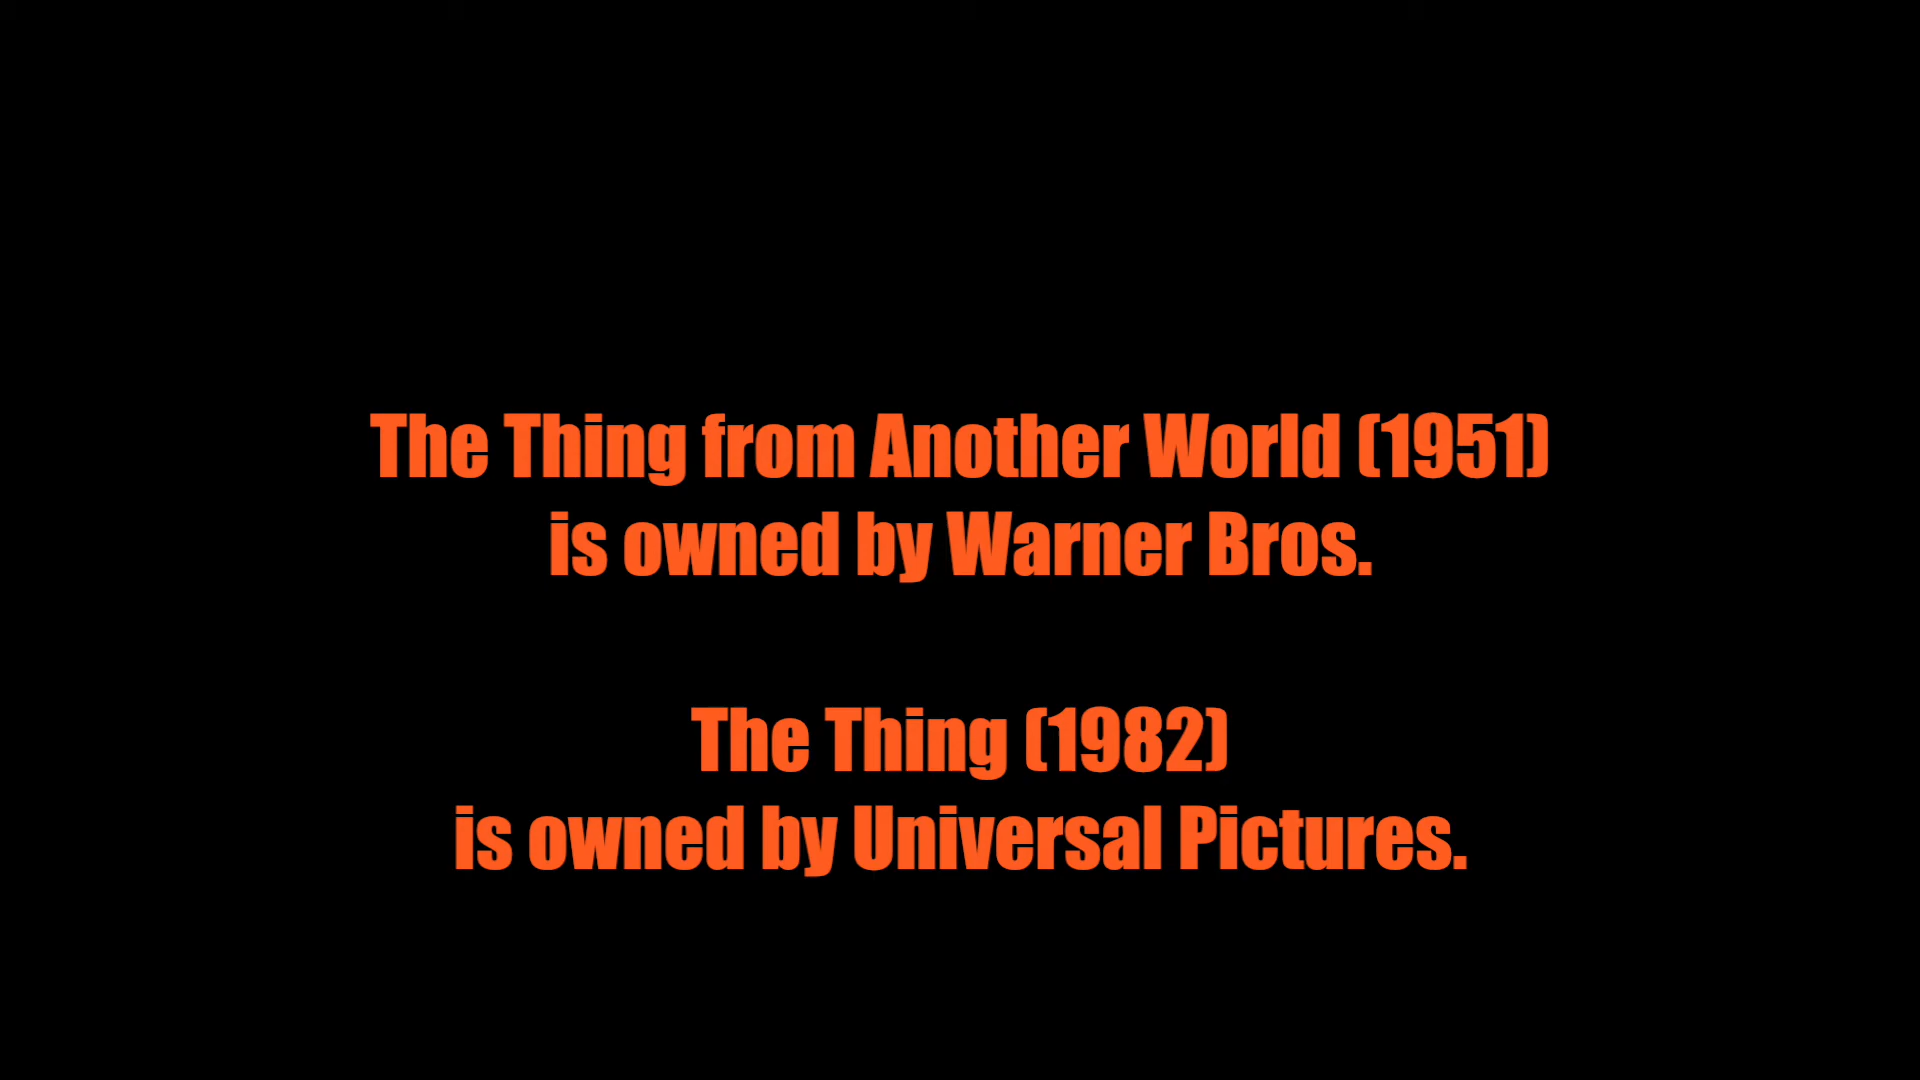 The Thing from Another World (1951)
is owned by Warner Bros.
The Thing (1982)
is owned by Universal Pictures.